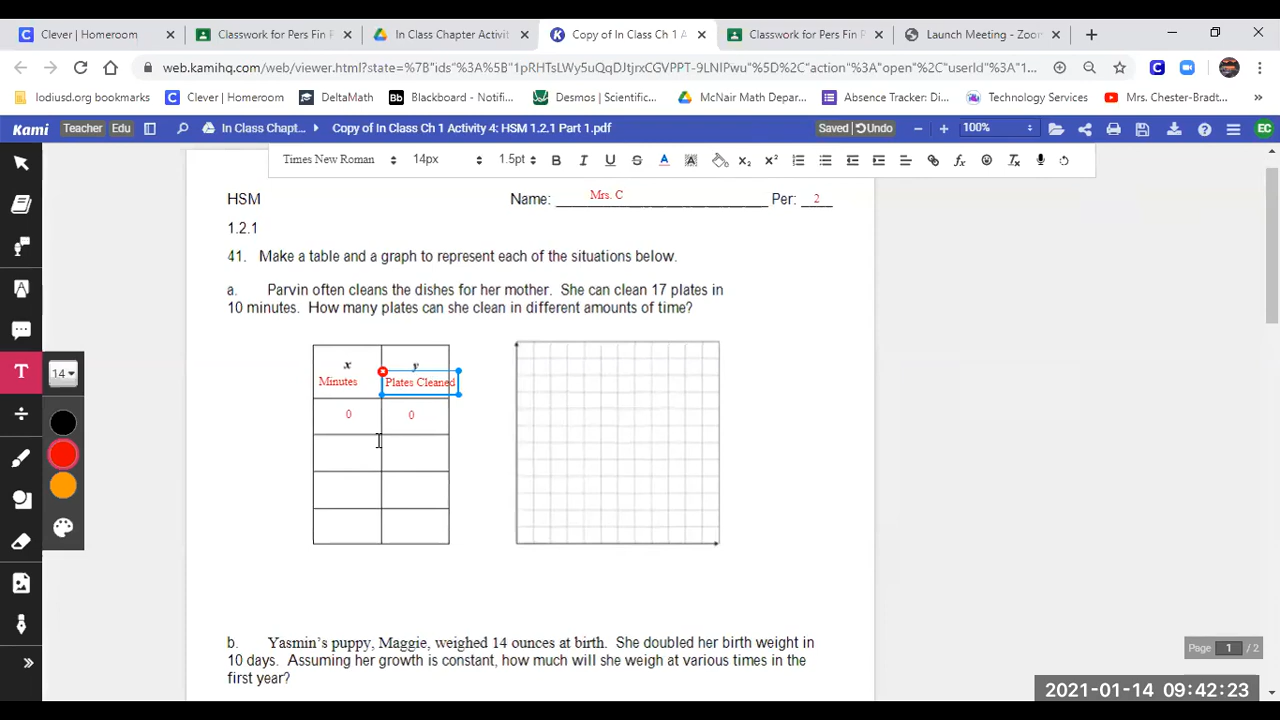 Clever | Homeroom
Classwork for Pers Fin F
In Class Chapter Activi
Copy of In Class Ch 1 A
Classwork for Pers Fin P
Launch Meeting - Zoo
web.kamihq.com/web/viewer.html?state=%7B"ids"%3A%5B"1pRHTsLWy5uQqDJtjrxCGVPPT-9LNIPwu"%5D%2C"action"%3A"open"%2C"userId"%3A"1...
lodiusd.org bookmar...
Clever | Homeroom
DeltaMath
Blackboard - Notifi...
Desmos | Scientific...
McNair Math Depar...
Absence Tracker: Di...
Technology Services
Mrs. Chester-Bradt...
»
Kami Teacher Edu
In Class Chapt...
Copy of In Class Ch 1 Activity 4: HSM 1.2.1 Part 1.pdf
Saved Undo
100%
EC
Times New Roman 14px 1.5pt B I U S A A
HSM Name: Mrs. C Per: 2
1.2.1
41. Make a table and a graph to represent each of the situations below.
a. Parvin often cleans the dishes for her mother. She can clean 17 plates in
10 minutes. How many plates can she clean in different amounts of time?
T 14
x y
Minutes Plates Cleaned
0 0
b. Yasmin's puppy, Maggie, weighed 14 ounces at birth. She doubled her birth weight in
10 days. Assuming her growth is constant, how much will she weigh at various times in the
first year?
Page 1 / 2
2021-01-14 09:42:23